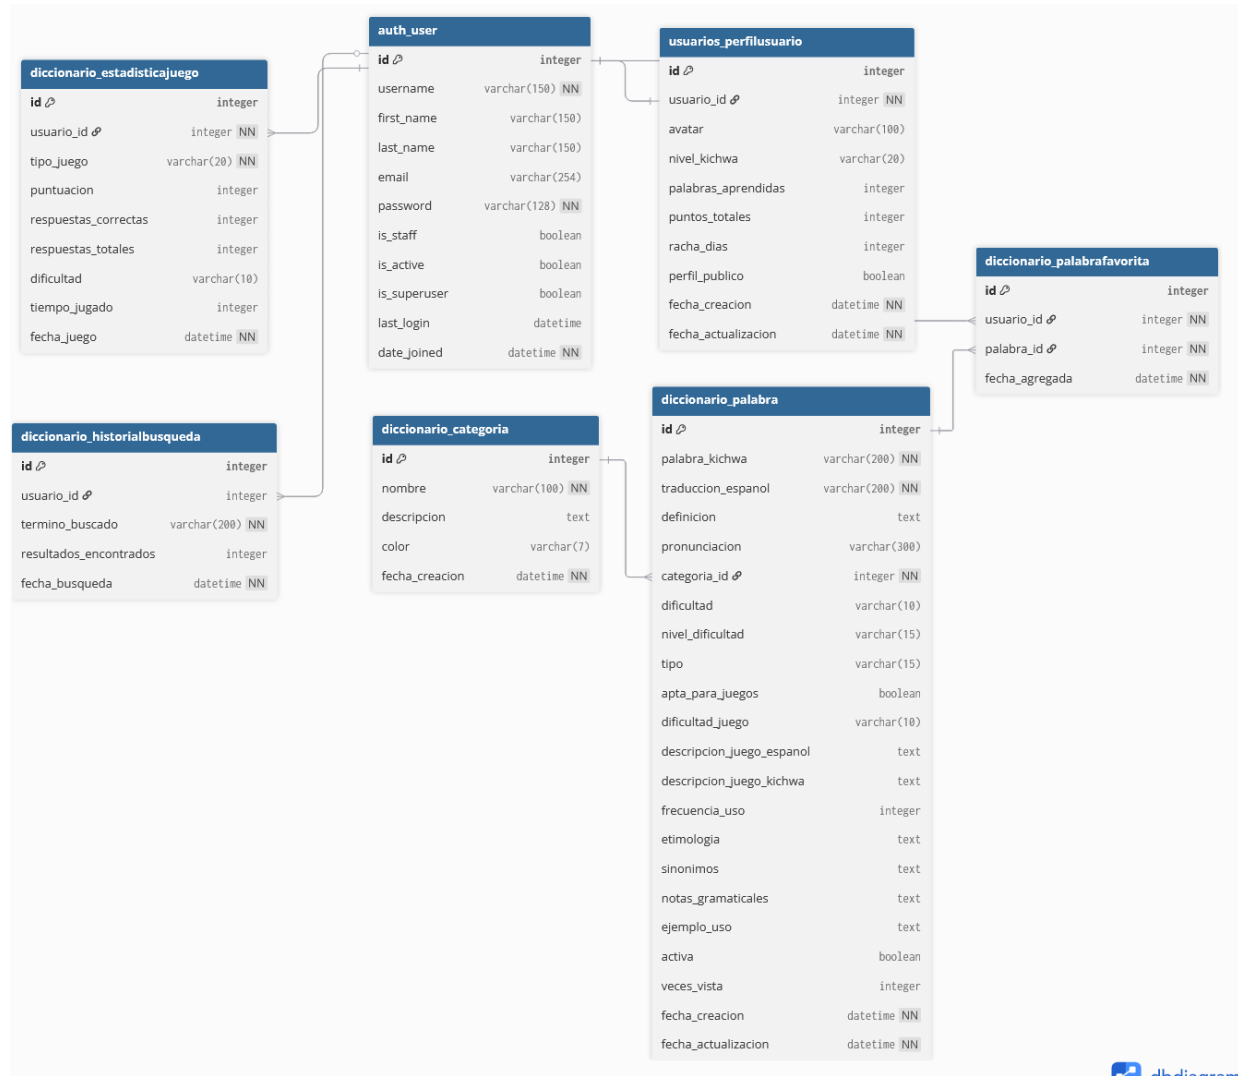 auth_user
id integer
username varchar(150) NN
first_name varchar(150)
last_name varchar(150)
email varchar(254)
password varchar(128) NN
is_staff boolean
is_active boolean
is_superuser boolean
last_login datetime
date_joined datetime NN
usuarios_perfilusuario
id integer
usuario_id integer NN
avatar varchar(100)
nivel_kichwa varchar(20)
palabras_aprendidas integer
puntos_totales integer
racha_dias integer
perfil_publico boolean
fecha_creacion datetime NN
fecha_actualizacion datetime NN
diccionario_estadisticajuego
id integer
usuario_id integer NN
tipo_juego varchar(20) NN
puntuacion integer
respuestas_correctas integer
respuestas_totales integer
dificultad varchar(10)
tiempo_jugado integer
fecha_juego datetime NN
diccionario_palabrafavorita
id integer
usuario_id integer NN
palabra_id integer NN
fecha_agregada datetime NN
diccionario_historialbusqueda
id integer
usuario_id integer
termino_buscado varchar(200) NN
resultados_encontrados integer
fecha_busqueda datetime NN
diccionario_categoria
id integer
nombre varchar(100) NN
descripcion text
color varchar(7)
fecha_creacion datetime NN
diccionario_palabra
id integer
palabra_kichwa varchar(200) NN
traduccion_espanol varchar(200) NN
definicion text
pronunciacion varchar(300)
categoria_id integer NN
dificultad varchar(10)
nivel_dificultad varchar(15)
tipo varchar(15)
apta_para_juegos boolean
dificultad_juego varchar(10)
descripcion_juego_espanol text
descripcion_juego_kichwa text
frecuencia_uso integer
etimologia text
sinonimos text
notas_gramaticales text
ejemplo_uso text
activa boolean
veces_vista integer
fecha_creacion datetime NN
fecha_actualizacion datetime NN